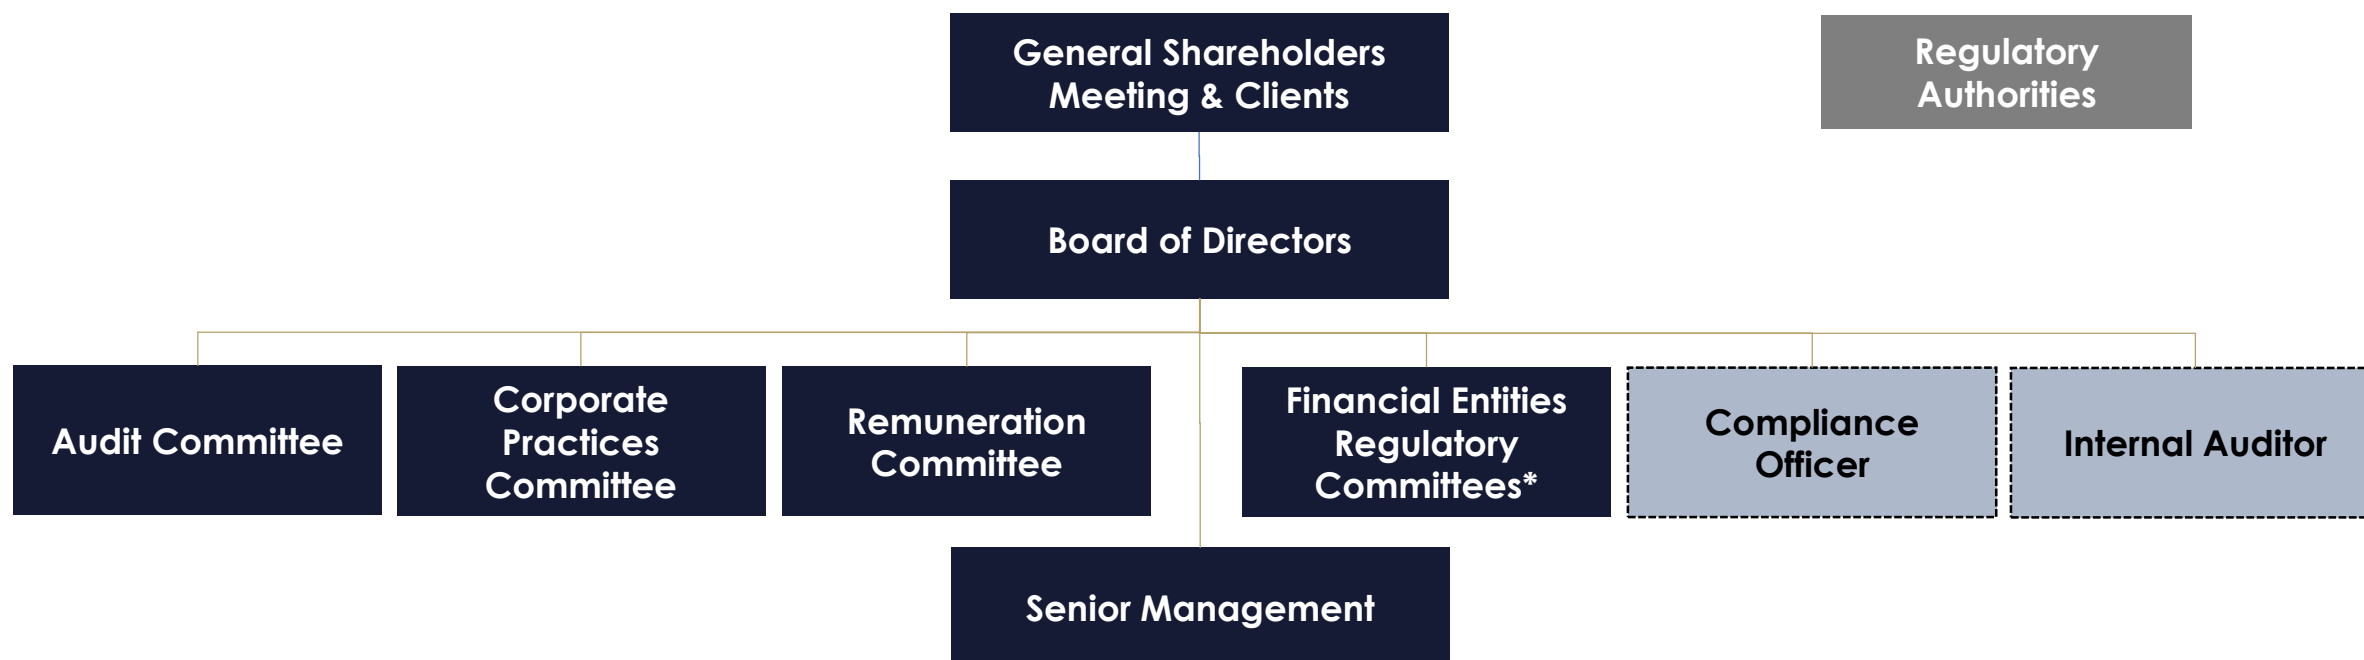 General Shareholders
Meeting & Clients
Regulatory
Authorities
Board of Directors
Audit Committee
Corporate
Practices
Committee
Remuneration
Committee
Financial Entities
Regulatory
Committees*
Compliance
Officer
Internal Auditor
Senior Management